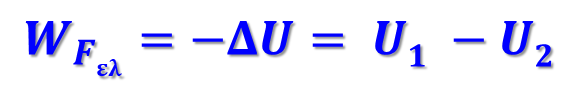 W_{F_{ελ}} = −ΔU = U_1 − U_2